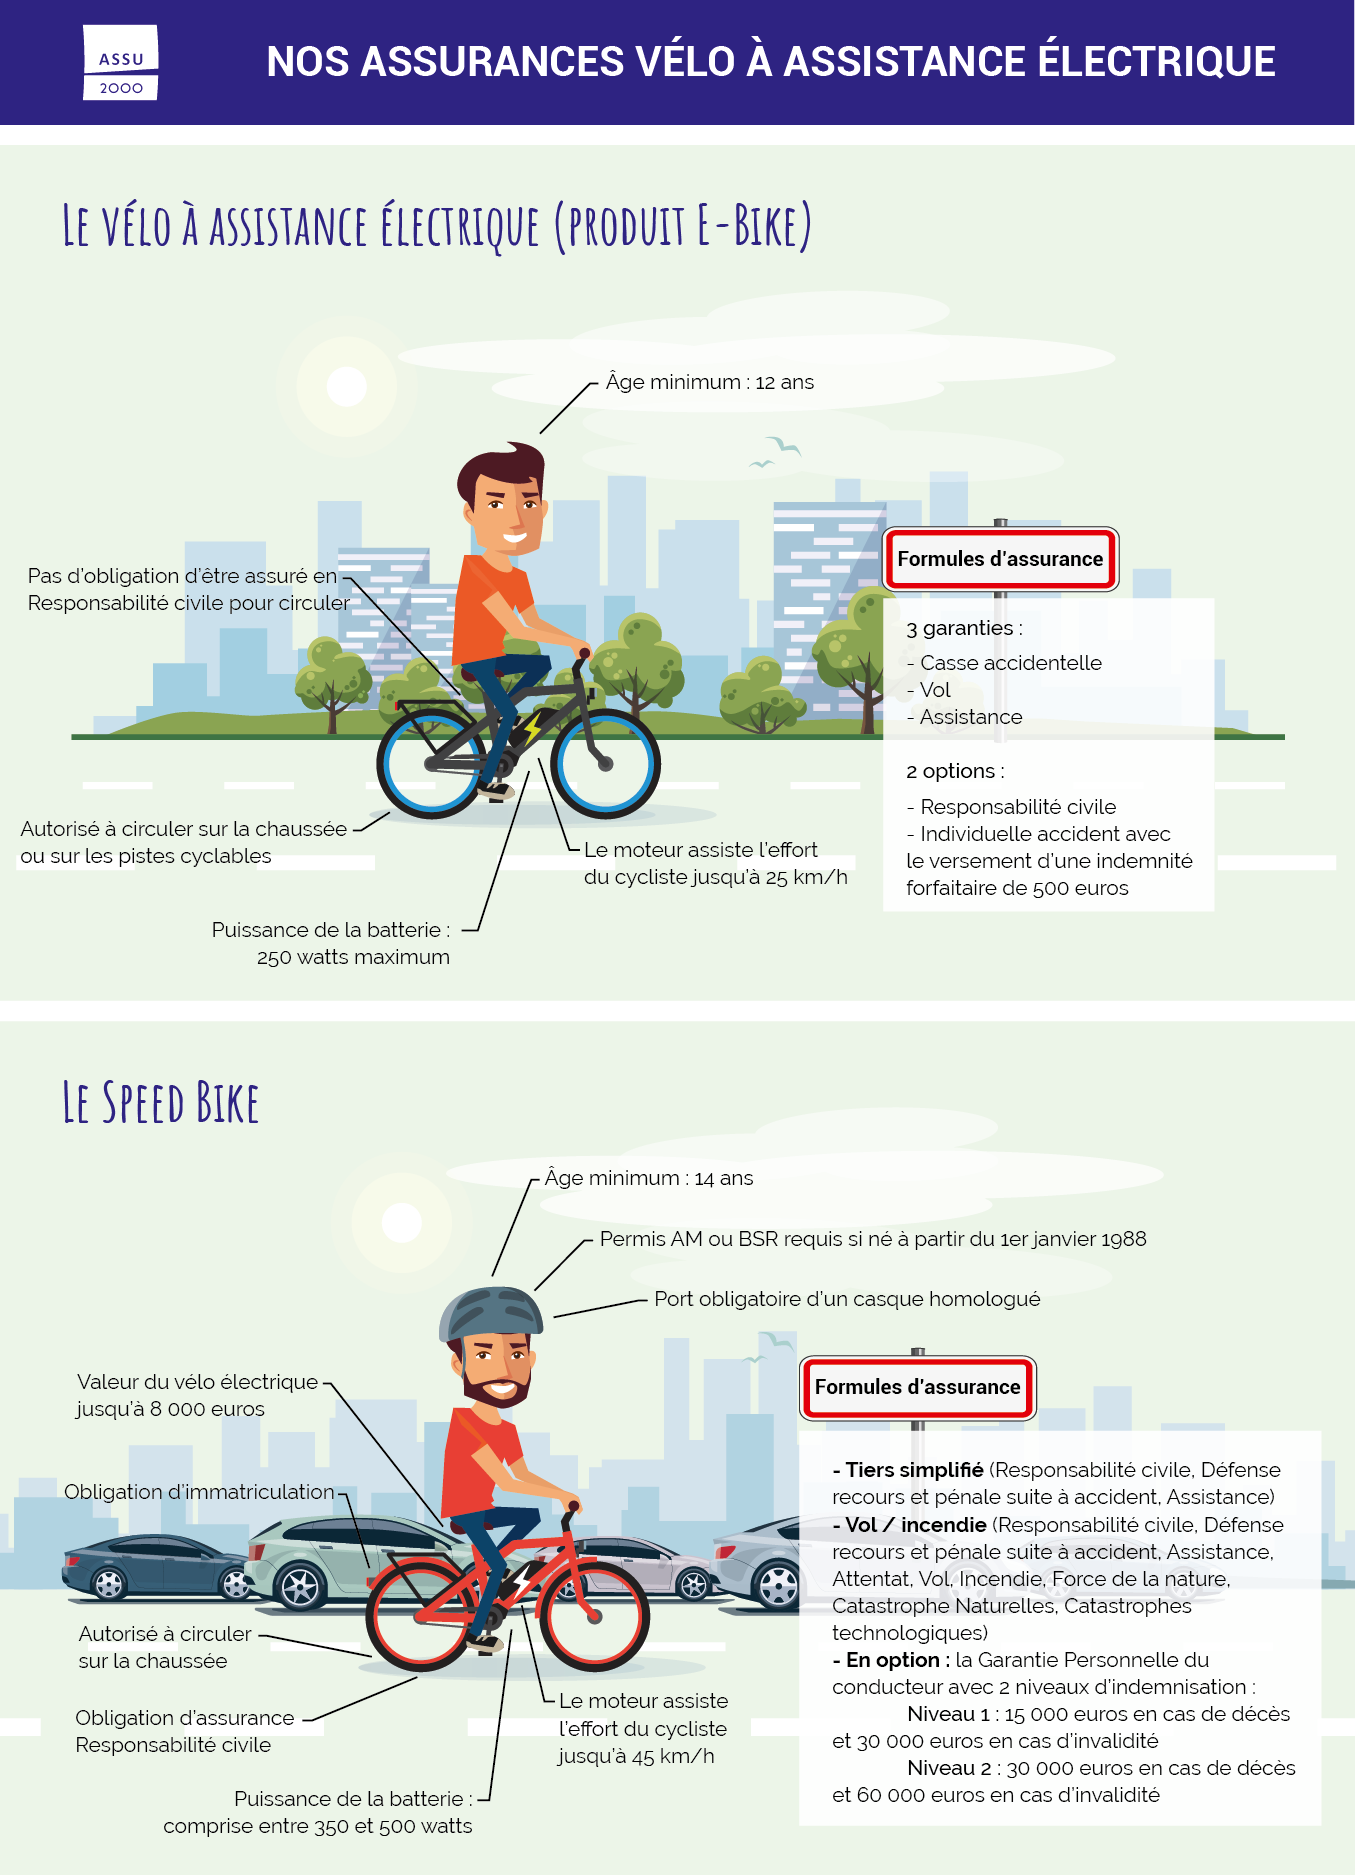 ASSU
2000
NOS ASSURANCES VÉLO À ASSISTANCE ÉLECTRIQUE
LE VÉLO À ASSISTANCE ÉLECTRIQUE (PRODUIT E-BIKE)
Âge minimum : 12 ans
Pas d'obligation d'être assuré en
Responsabilité civile pour circuler
Autorisé à circuler sur la chaussée
ou sur les pistes cyclables
Le moteur assiste l'effort
du cycliste jusqu'à 25 km/h
Puissance de la batterie :
250 watts maximum
Formules d'assurance
3 garanties :
- Casse accidentelle
- Vol
- Assistance
2 options :
- Responsabilité civile
- Individuelle accident avec
le versement d'une indemnité
forfaitaire de 500 euros
LE SPEED BIKE
Âge minimum : 14 ans
Permis AM ou BSR requis si né à partir du 1er janvier 1988
Port obligatoire d'un casque homologué
Valeur du vélo électrique
jusqu'à 8 000 euros
Obligation d'immatriculation
Autorisé à circuler
sur la chaussée
Obligation d'assurance
Responsabilité civile
Le moteur assiste
l'effort du cycliste
jusqu'à 45 km/h
Puissance de la batterie :
comprise entre 350 et 500 watts
Formules d'assurance
- Tiers simplifié (Responsabilité civile, Défense
recours et pénale suite à accident, Assistance)
- Vol / incendie (Responsabilité civile, Défense
recours et pénale suite à accident, Assistance,
Attentat, Vol, Incendie, Force de la nature,
Catastrophe Naturelles, Catastrophes
technologiques)
- En option : la Garantie Personnelle du
conducteur avec 2 niveaux d'indemnisation :
Niveau 1 : 15 000 euros en cas de décès
et 30 000 euros en cas d'invalidité
Niveau 2 : 30 000 euros en cas de décès
et 60 000 euros en cas d'invalidité